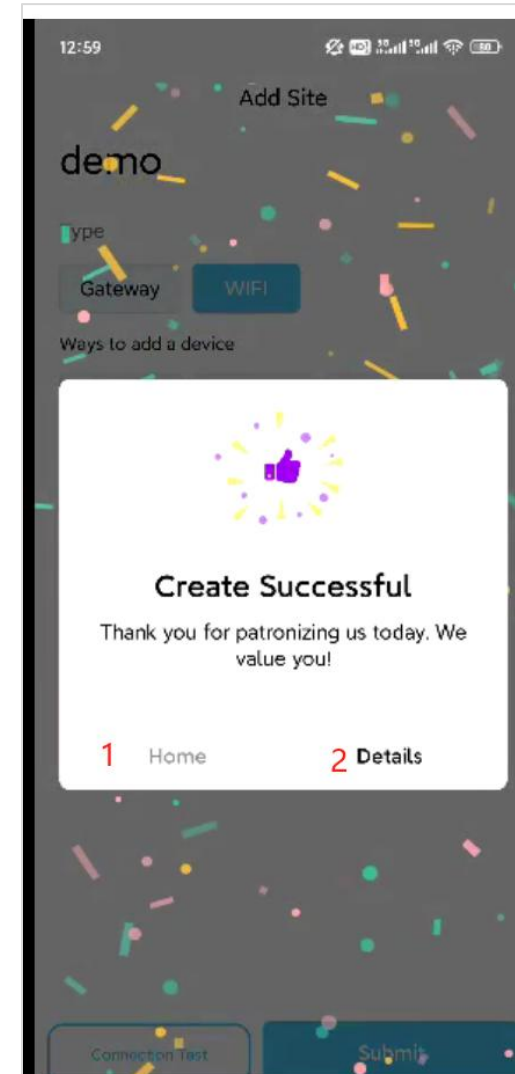 12:59
Add Site
demo
Type
Gateway WIFI
Ways to add a device
Create Successful
Thank you for patronizing us today. We
value you!
1 Home 2 Details
Connection Test Submit